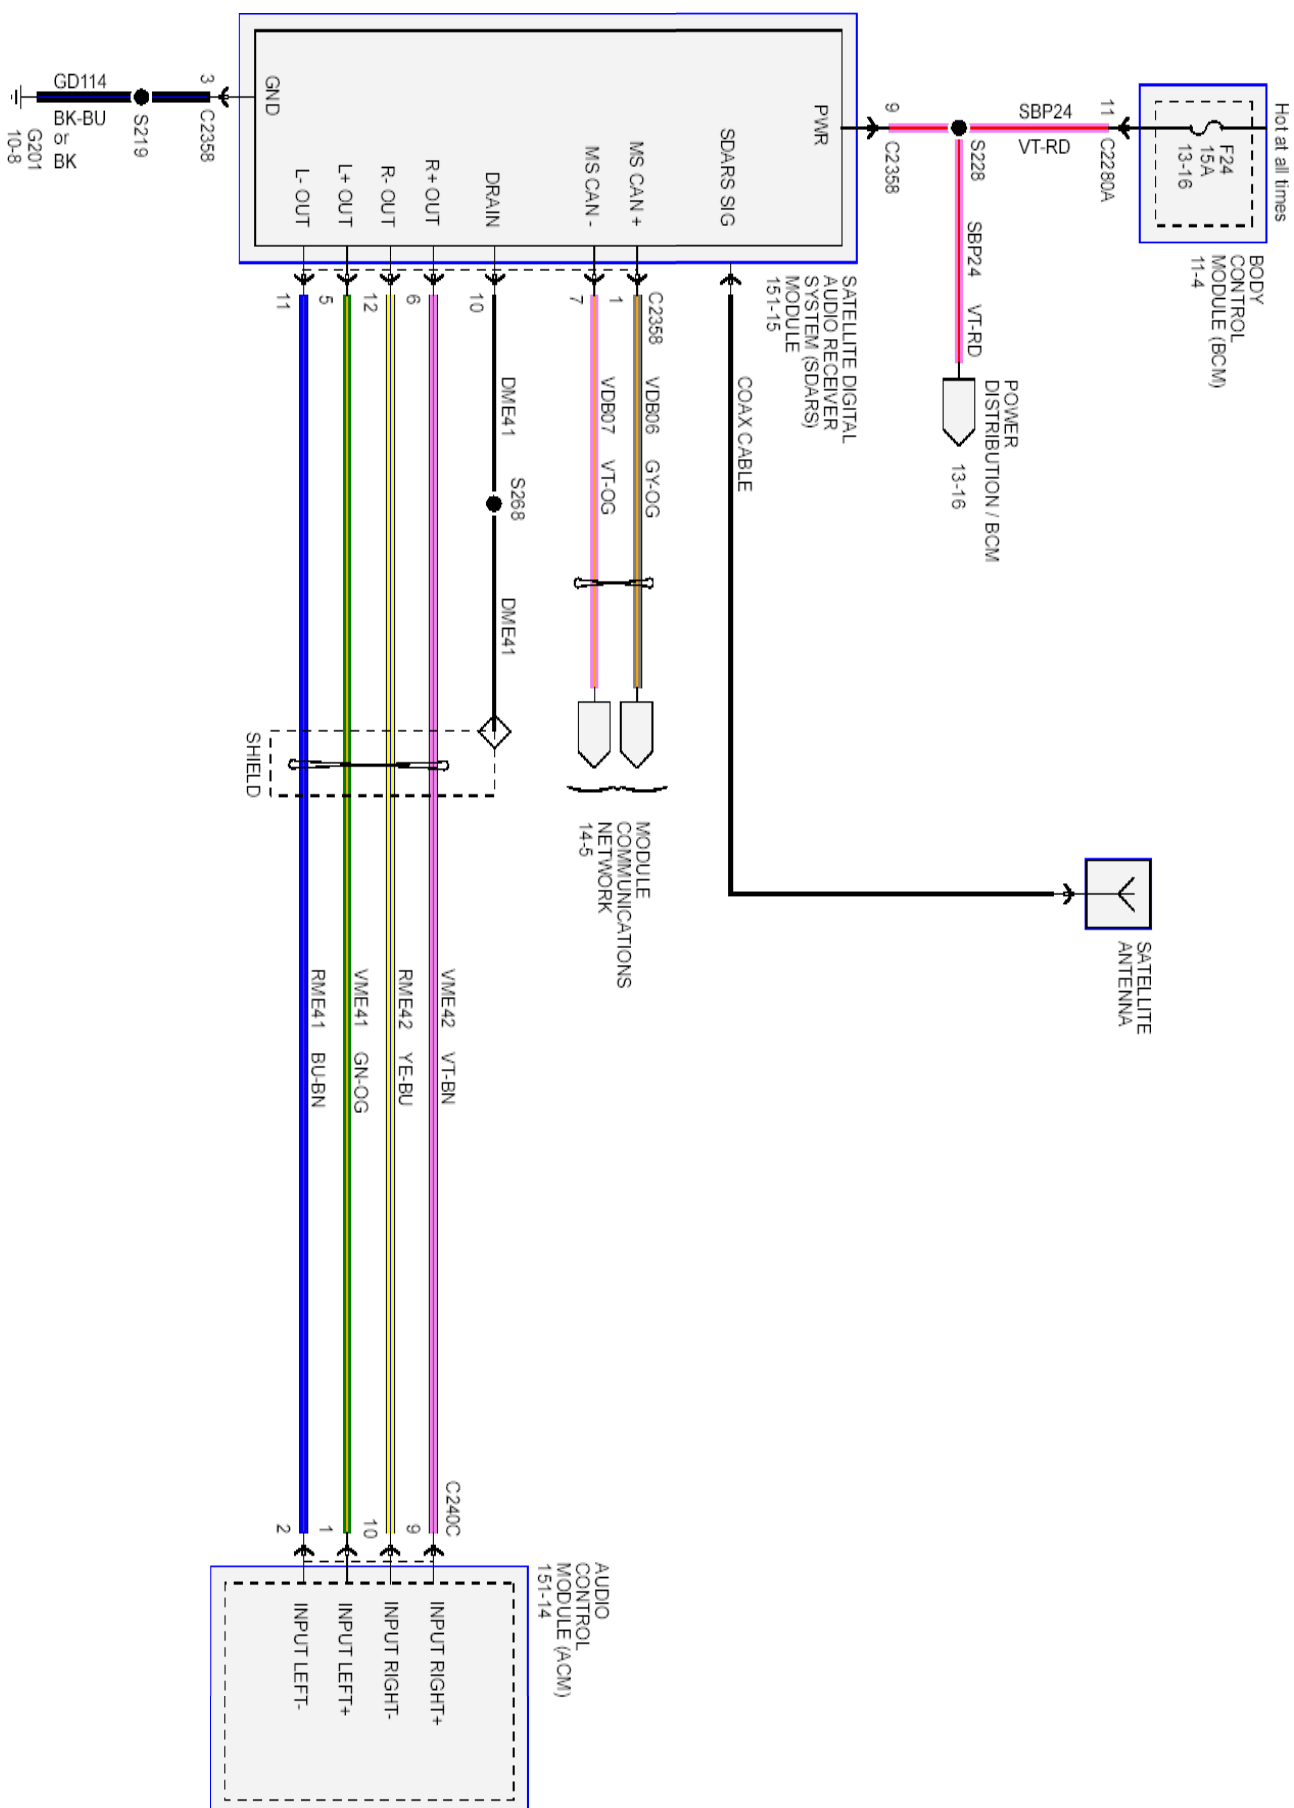 Hot at all times
F24
15A
13-16
BODY
CONTROL
MODULE (BCM)
11-4
11
C2280A
SBP24
VT-RD
S228
SBP24 VT-RD
POWER
DISTRIBUTION / BCM
13-16
9
C2358
PWR
SDARS SIG
MS CAN +
MS CAN -
DRAIN
R+ OUT
R- OUT
L+ OUT
L- OUT
GND
SATELLITE DIGITAL
AUDIO RECEIVER
SYSTEM (SDARS)
MODULE
151-15
COAX CABLE
SATELLITE
ANTENNA
C2358
1
7
10
6
12
5
11
VDB06 GY-OG
VDB07 VT-OG
MODULE
COMMUNICATIONS
NETWORK
14-5
DME41
S268
DME41
SHIELD
VME42 VT-BN
RME42 YE-BU
VME41 GN-OG
RME41 BU-BN
C240C
9
10
1
2
AUDIO
CONTROL
MODULE (ACM)
151-14
INPUT RIGHT+
INPUT RIGHT-
INPUT LEFT+
INPUT LEFT-
3
C2358
S219
GD114
BK-BU
or
BK
G201
10-8